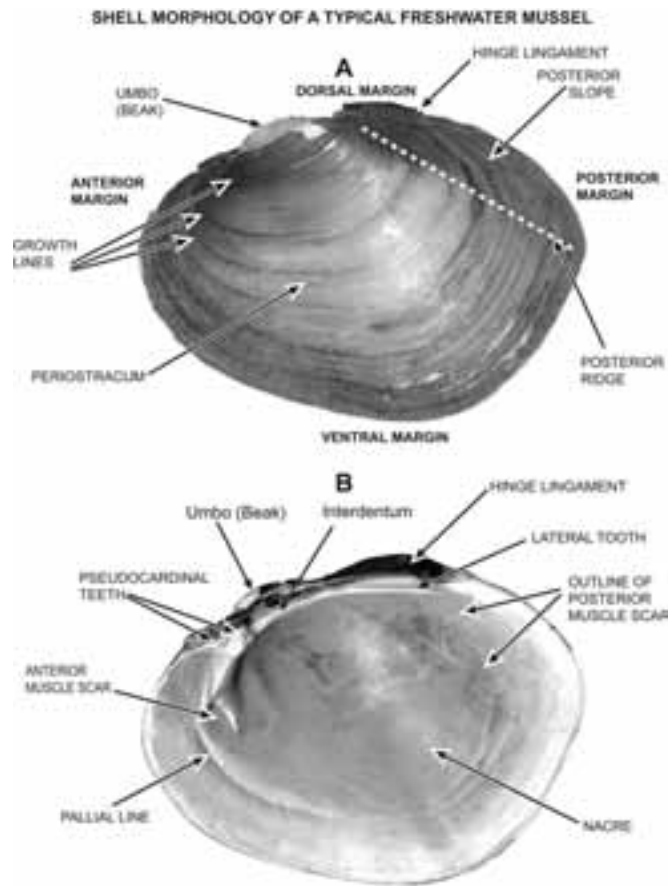 SHELL MORPHOLOGY OF A TYPICAL FRESHWATER MUSSEL
A
HINGE LINGAMENT
UMBO
(BEAK)
DORSAL MARGIN
POSTERIOR
SLOPE
ANTERIOR
MARGIN
POSTERIOR
MARGIN
GROWTH
LINES
PERIOSTRACUM
POSTERIOR
RIDGE
VENTRAL MARGIN
B
HINGE LINGAMENT
Umbo (Beak)
Interdentum
LATERAL TOOTH
PSEUDOCARDINAL
TEETH
OUTLINE OF
POSTERIOR
MUSCLE SCAR
ANTERIOR
MUSCLE SCAR
PALLIAL LINE
NACRE